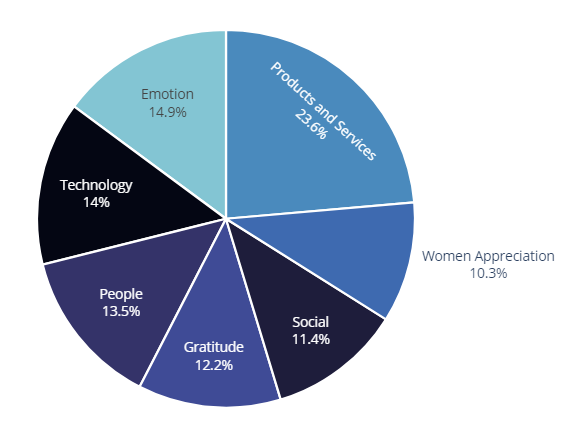 Products and Services
23.6%
Women Appreciation
10.3%
Social
11.4%
Gratitude
12.2%
People
13.5%
Technology
14%
Emotion
14.9%